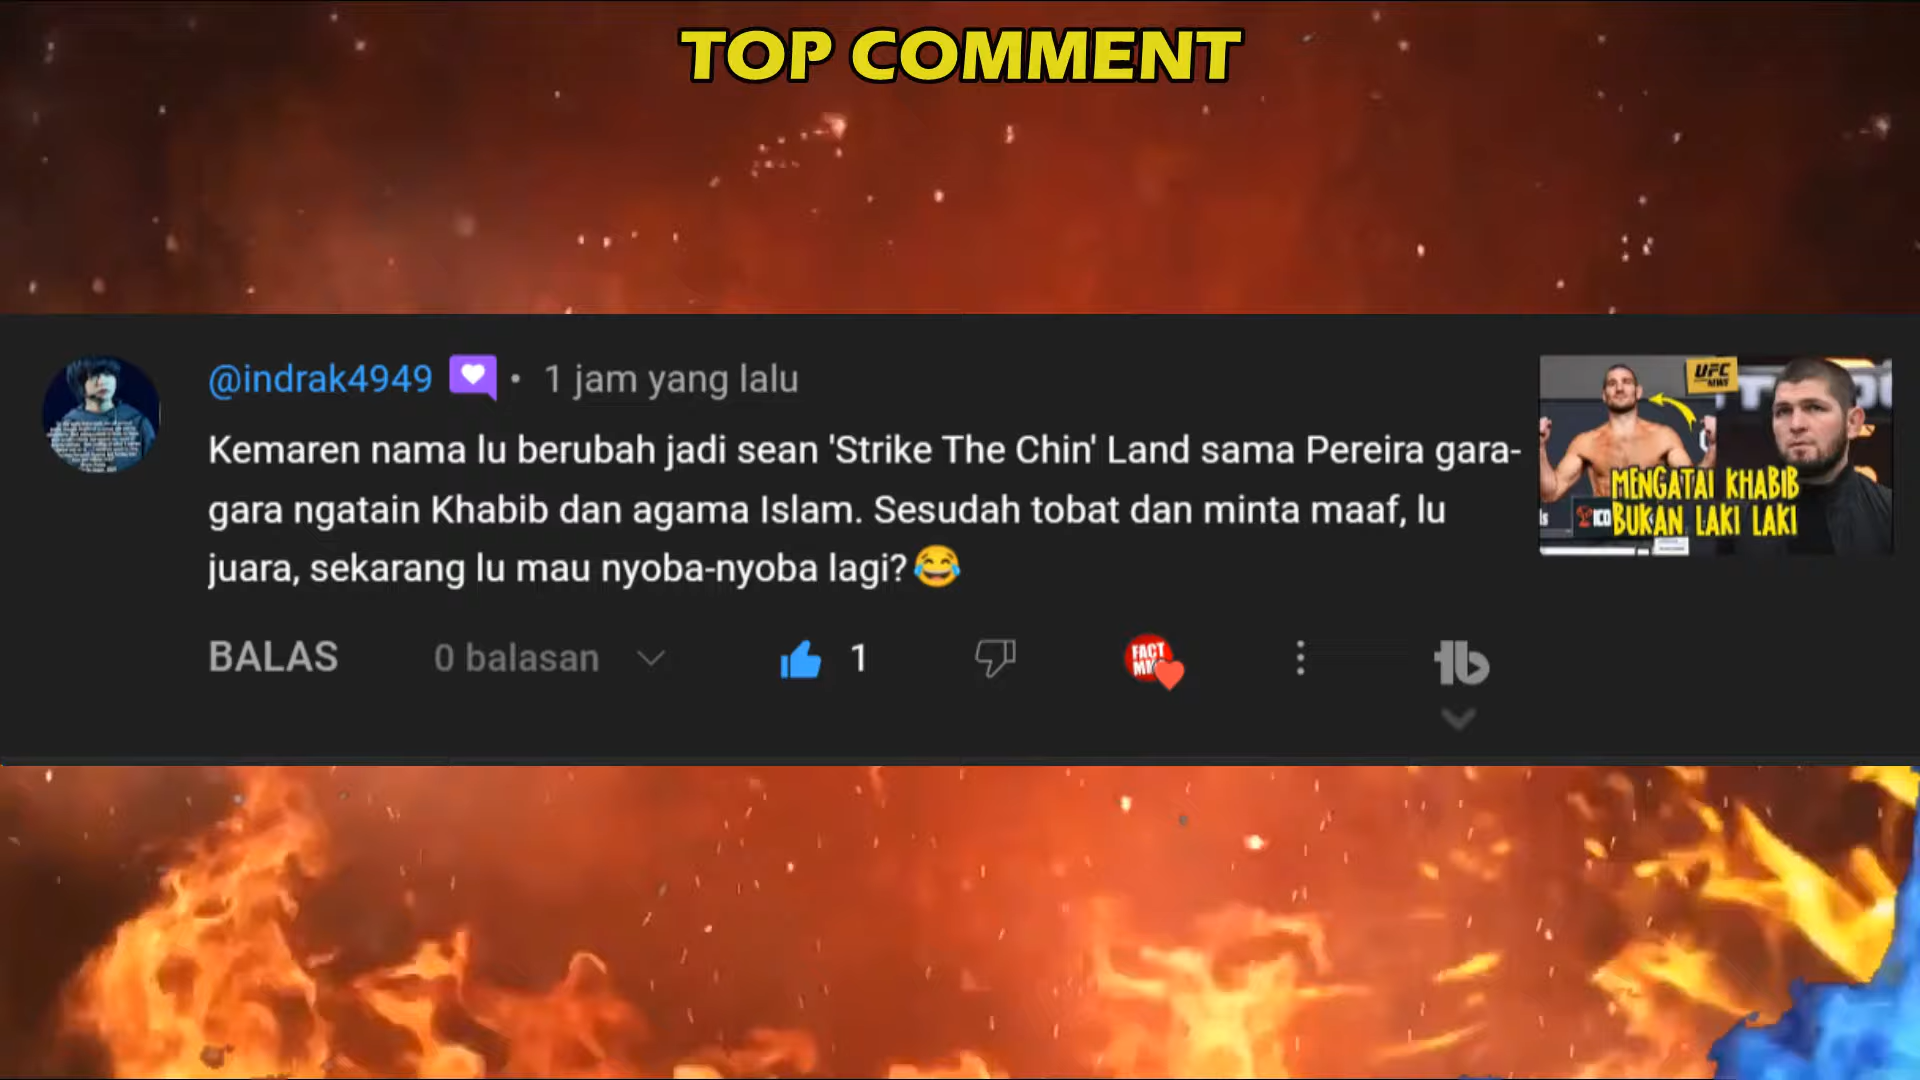 TOP COMMENT
@indrak4949 • 1 jam yang lalu
Kemaren nama lu berubah jadi sean 'Strike The Chin' Land sama Pereira gara-
gara ngatain Khabib dan agama Islam. Sesudah tobat dan minta maaf, lu
juara, sekarang lu mau nyoba-nyoba lagi?😂
BALAS
0 balasan
1
FACT
UFC
MWF
MENGATAI KHABIB
BUKAN LAKI LAKI